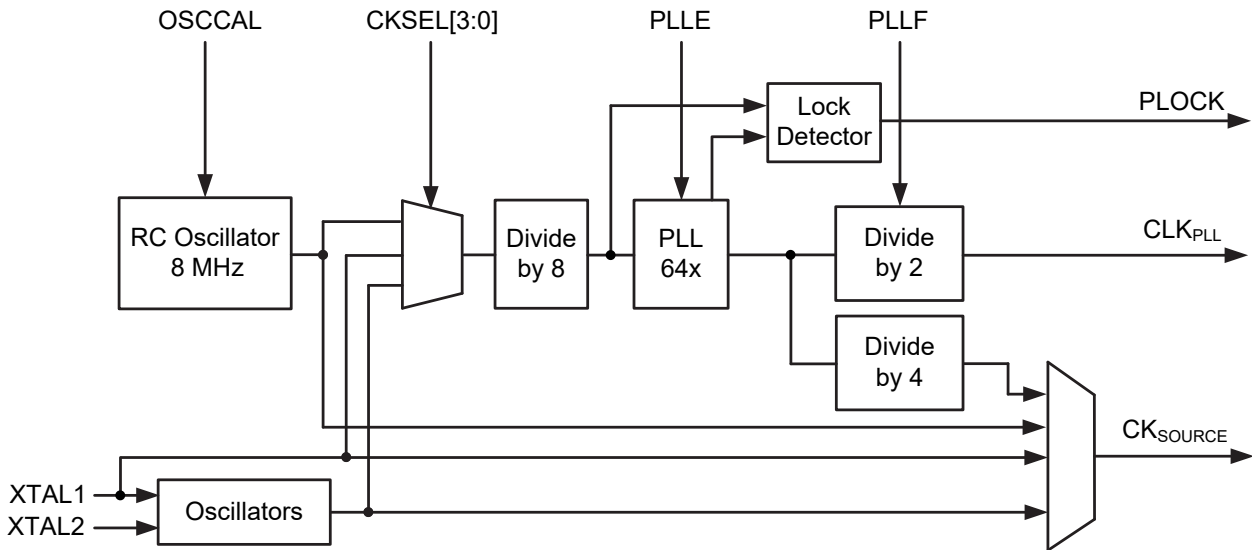 OSCCAL
CKSEL[3:0]
PLLE
PLLF
Lock
Detector
PLOCK
RC Oscillator
8 MHz
Divide
by 8
PLL
64x
Divide
by 2
CLKPLL
Divide
by 4
CKSOURCE
XTAL1
XTAL2
Oscillators